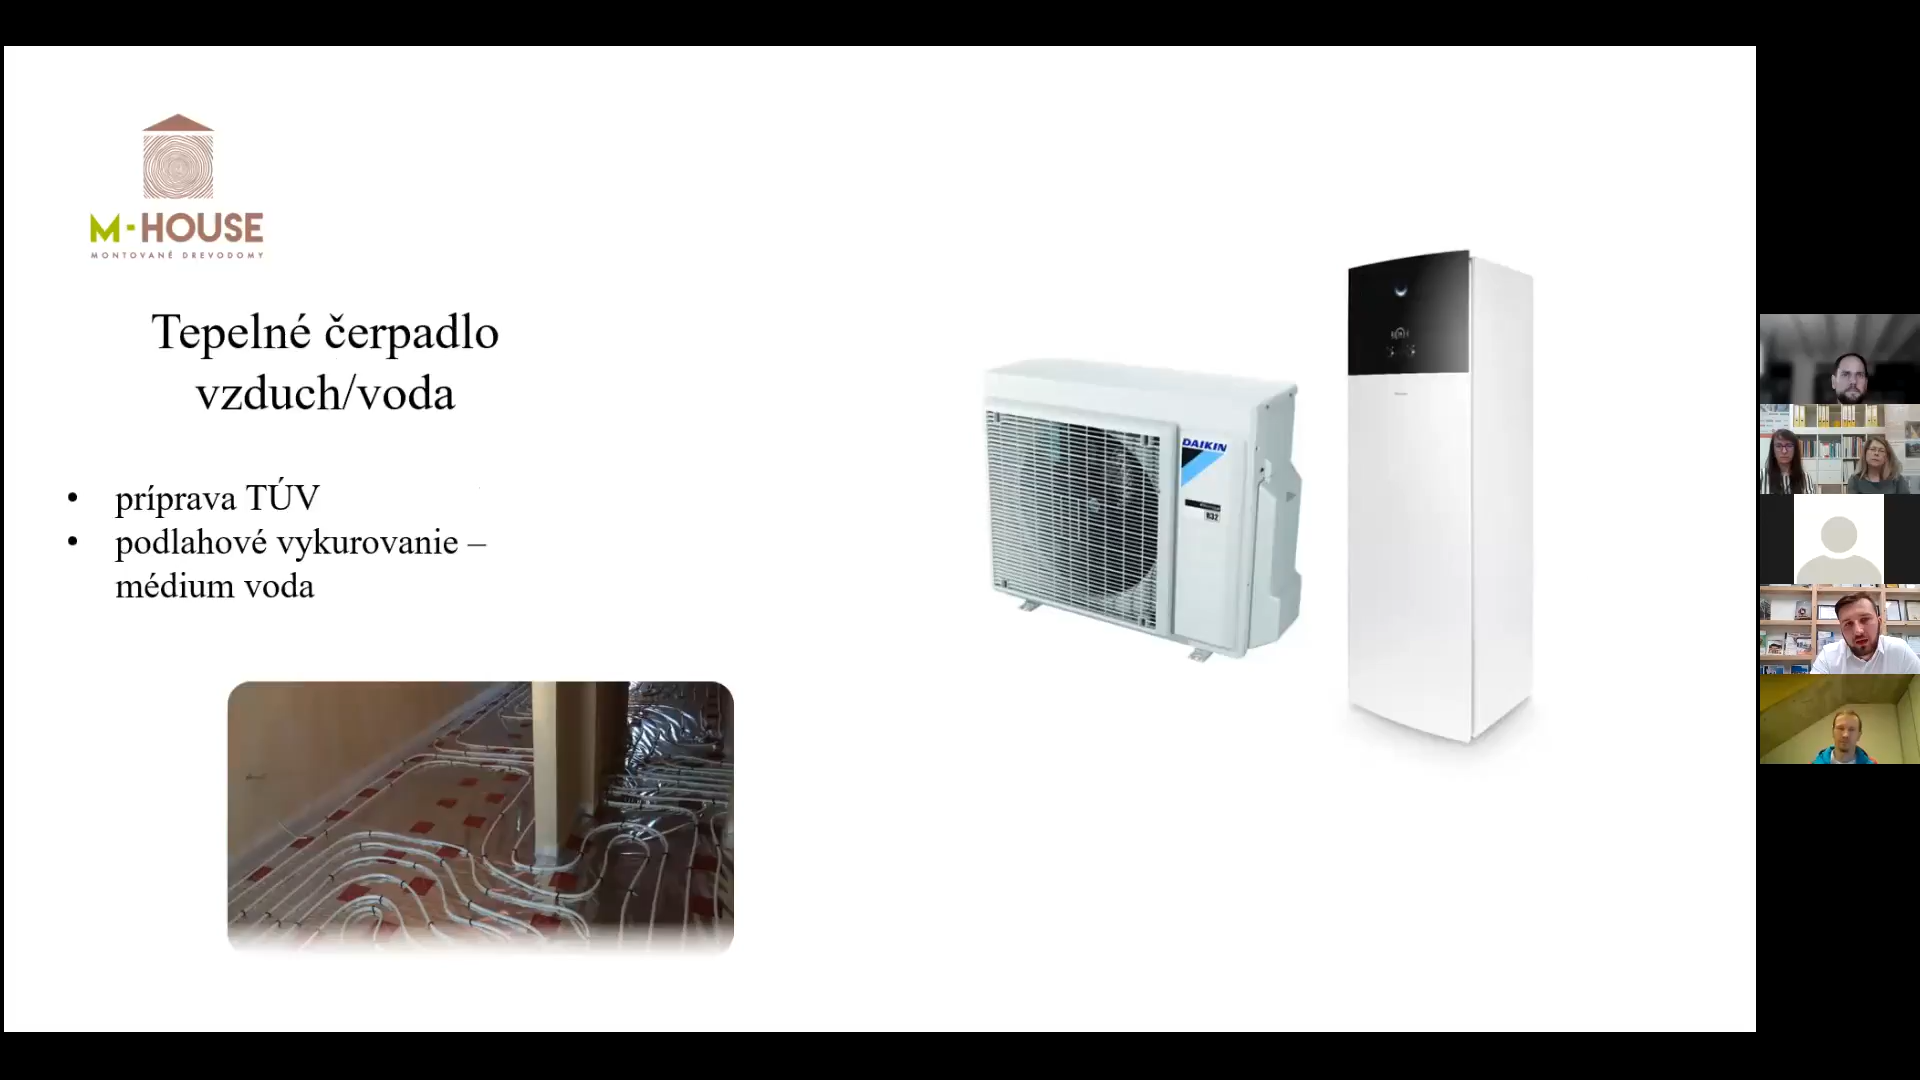 M-HOUSE
MONTOVANÉ DREVODOMY
Tepelné čerpadlo
vzduch/voda
• príprava TÚV
• podlahové vykurovanie –
médium voda
DAIKIN
R32